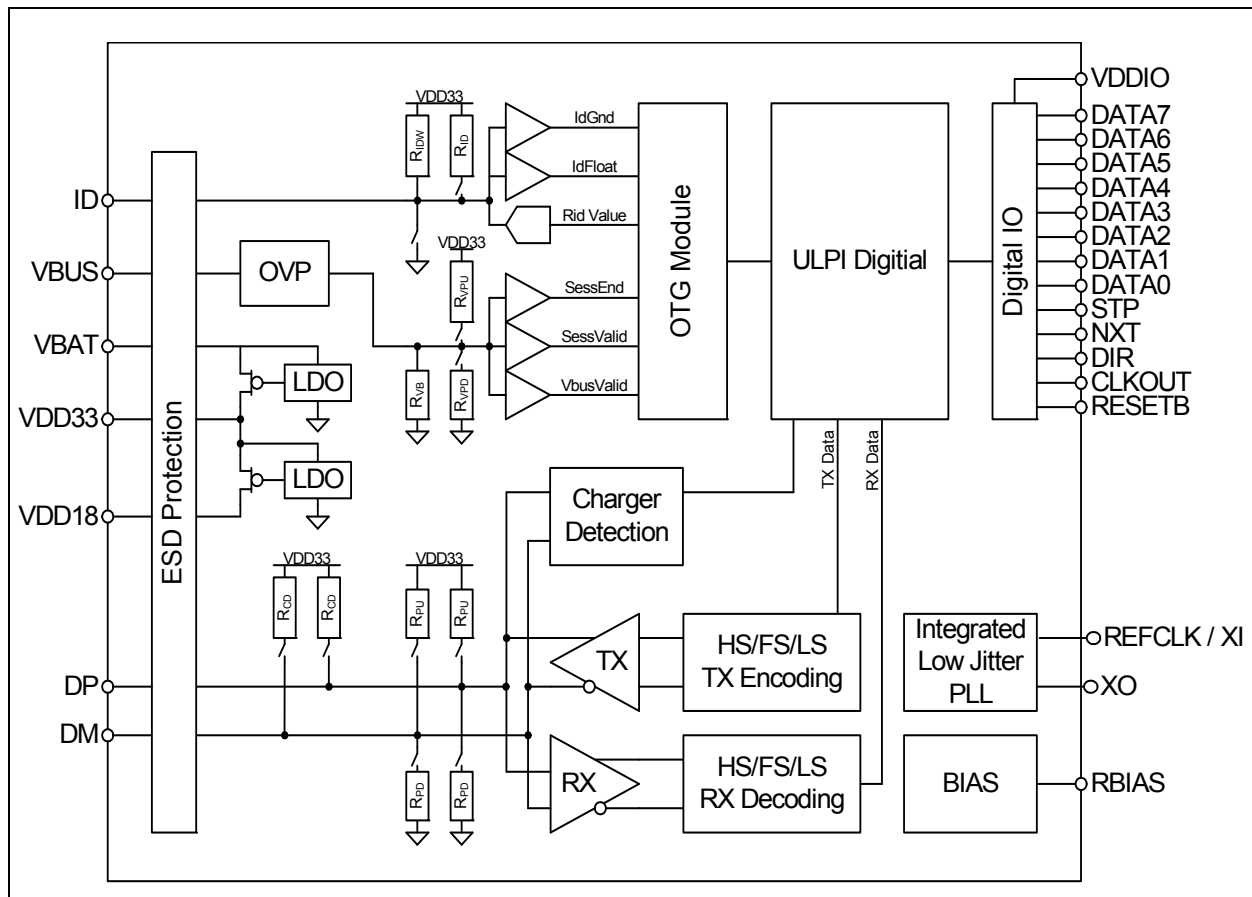 VDDIO
DATA7
DATA6
DATA5
DATA4
DATA3
DATA2
DATA1
DATA0
STP
NXT
DIR
CLKOUT
RESETB
Digital IO
ULPI Digitial
OTG Module
VDD33
RIDW
RID
IdGnd
IdFloat
Rid Value
ID
VBUS
VBAT
VDD33
VDD18
ESD Protection
OVP
VDD33
RVPU
SessEnd
SessValid
VbusValid
RVB
RVPD
LDO
LDO
TX Data
RX Data
Charger
Detection
VDD33
RCD
RCD
VDD33
RPU
RPU
DP
DM
RPD
RPD
TX
HS/FS/LS
TX Encoding
RX
HS/FS/LS
RX Decoding
Integrated
Low Jitter
PLL
REFCLK / XI
XO
BIAS
RBIAS